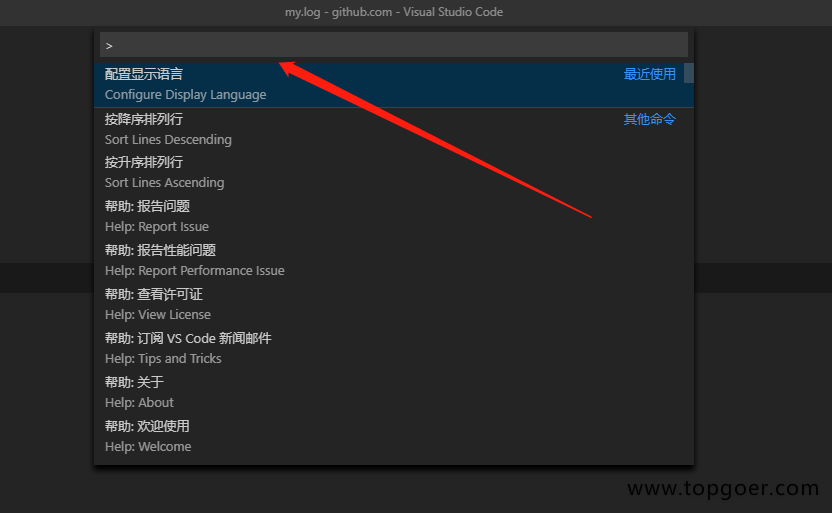 my.log - github.com - Visual Studio Code
>
配置显示语言 最近使用
Configure Display Language
按降序排列行 其他命令
Sort Lines Descending
按升序排列行
Sort Lines Ascending
帮助: 报告问题
Help: Report Issue
帮助: 报告性能问题
Help: Report Performance Issue
帮助: 查看许可证
Help: View License
帮助: 订阅 VS Code 新闻邮件
Help: Tips and Tricks
帮助: 关于
Help: About
帮助: 欢迎使用
Help: Welcome
www.topgoer.com